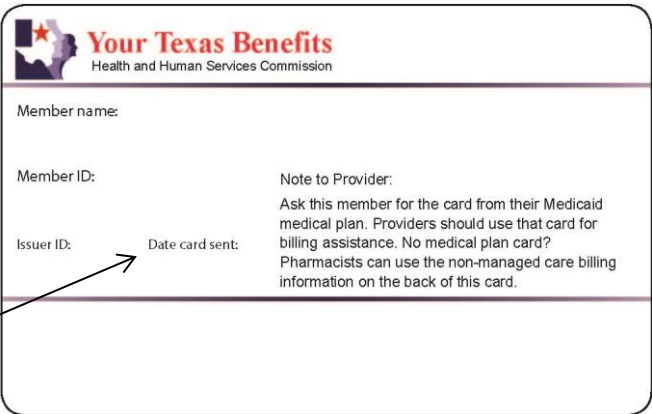 Your Texas Benefits
Health and Human Services Commission
Member name:
Member ID:
Note to Provider:
Ask this member for the card from their Medicaid
medical plan. Providers should use that card for
billing assistance. No medical plan card?
Pharmacists can use the non-managed care billing
information on the back of this card.
Issuer ID:
Date card sent: